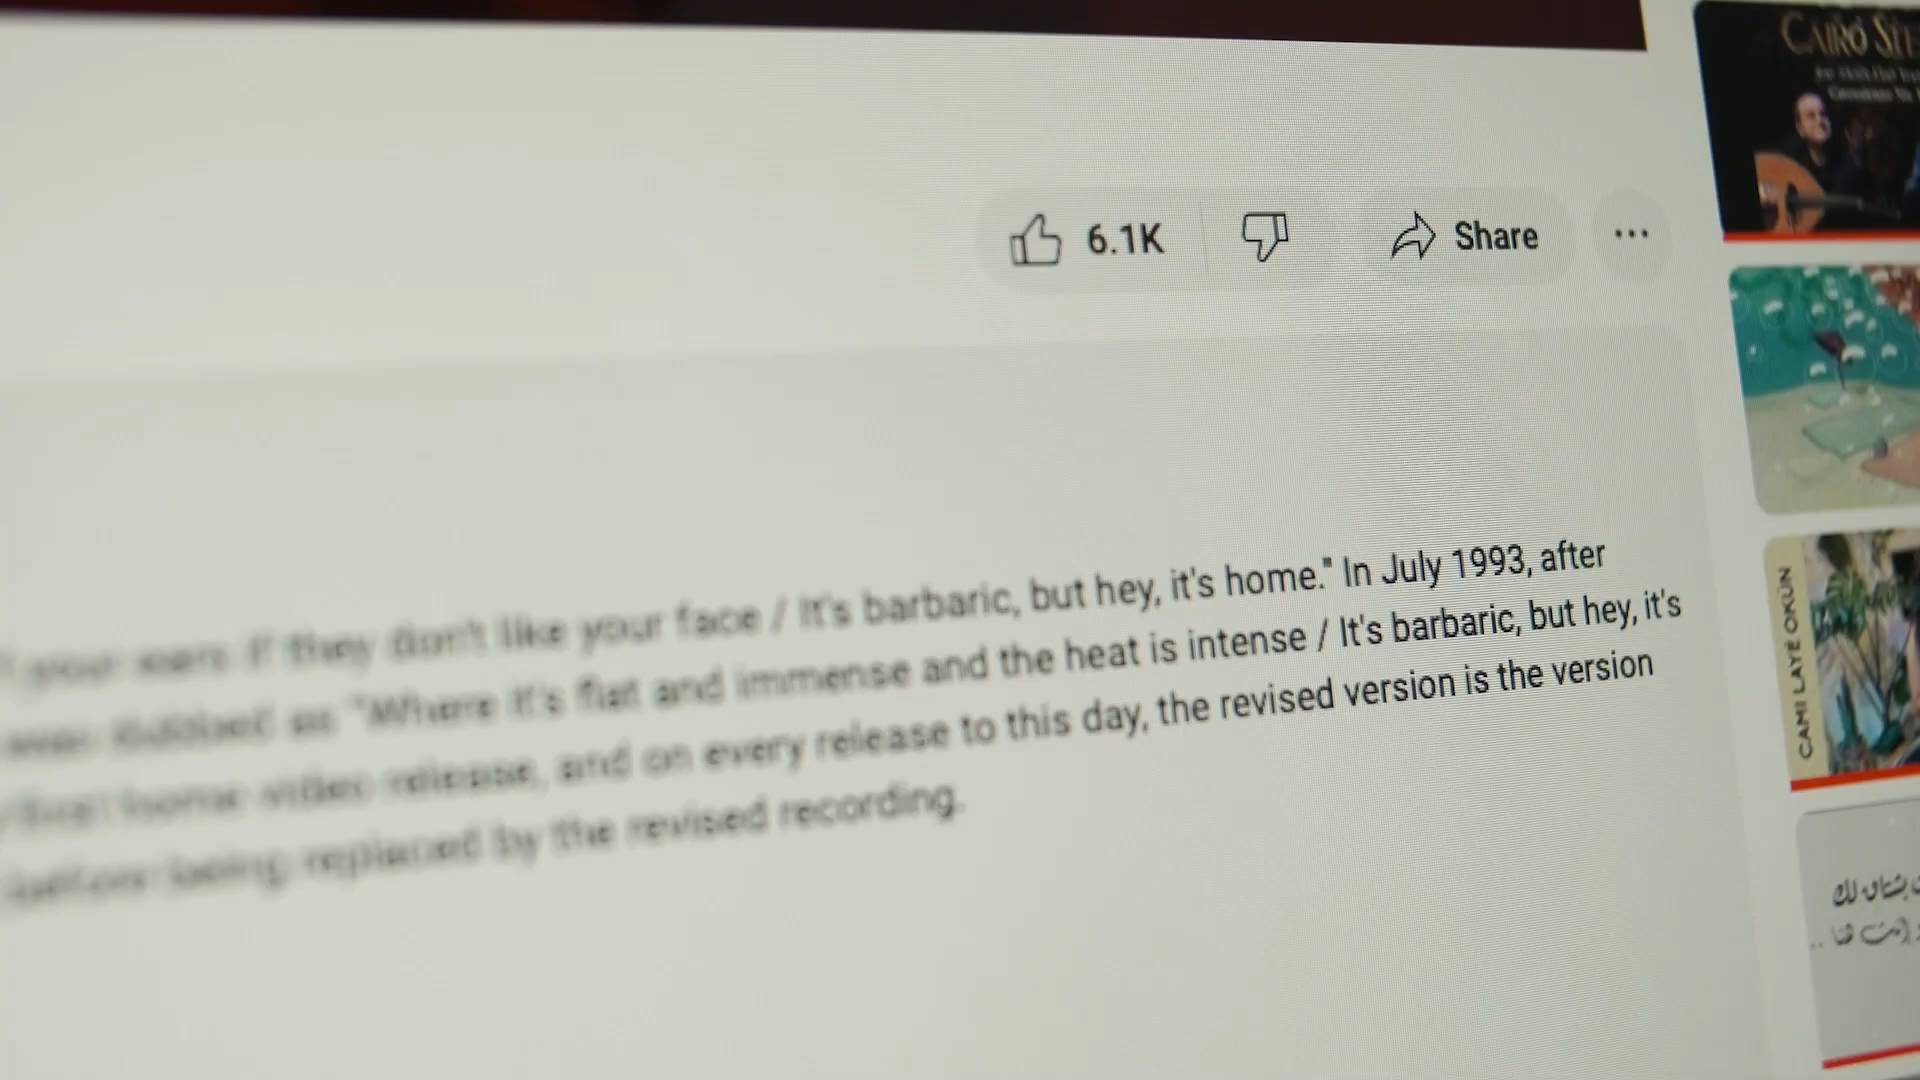 6.1K
Share
your ears if they don't like your face / It's barbaric, but hey, it's home." In July 1993, after
was dubbed as "Where it's flat and immense and the heat is intense / It's barbaric, but hey, it's
first home video release, and on every release to this day, the revised version is the version
before being replaced by the revised recording.
CAIRO
CAMI LAYE OKÚN